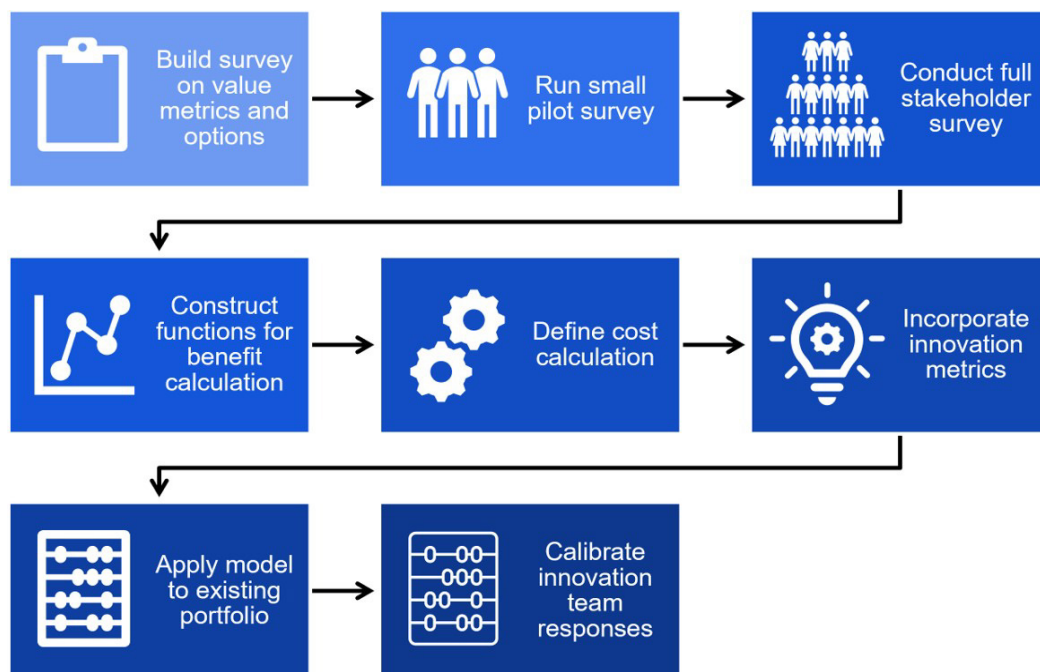 Build survey
on value
metrics and
options
Run small
pilot survey
Conduct full
stakeholder
survey
Construct
functions for
benefit
calculation
Define cost
calculation
Incorporate
innovation
metrics
Apply model
to existing
portfolio
Calibrate
innovation
team
responses